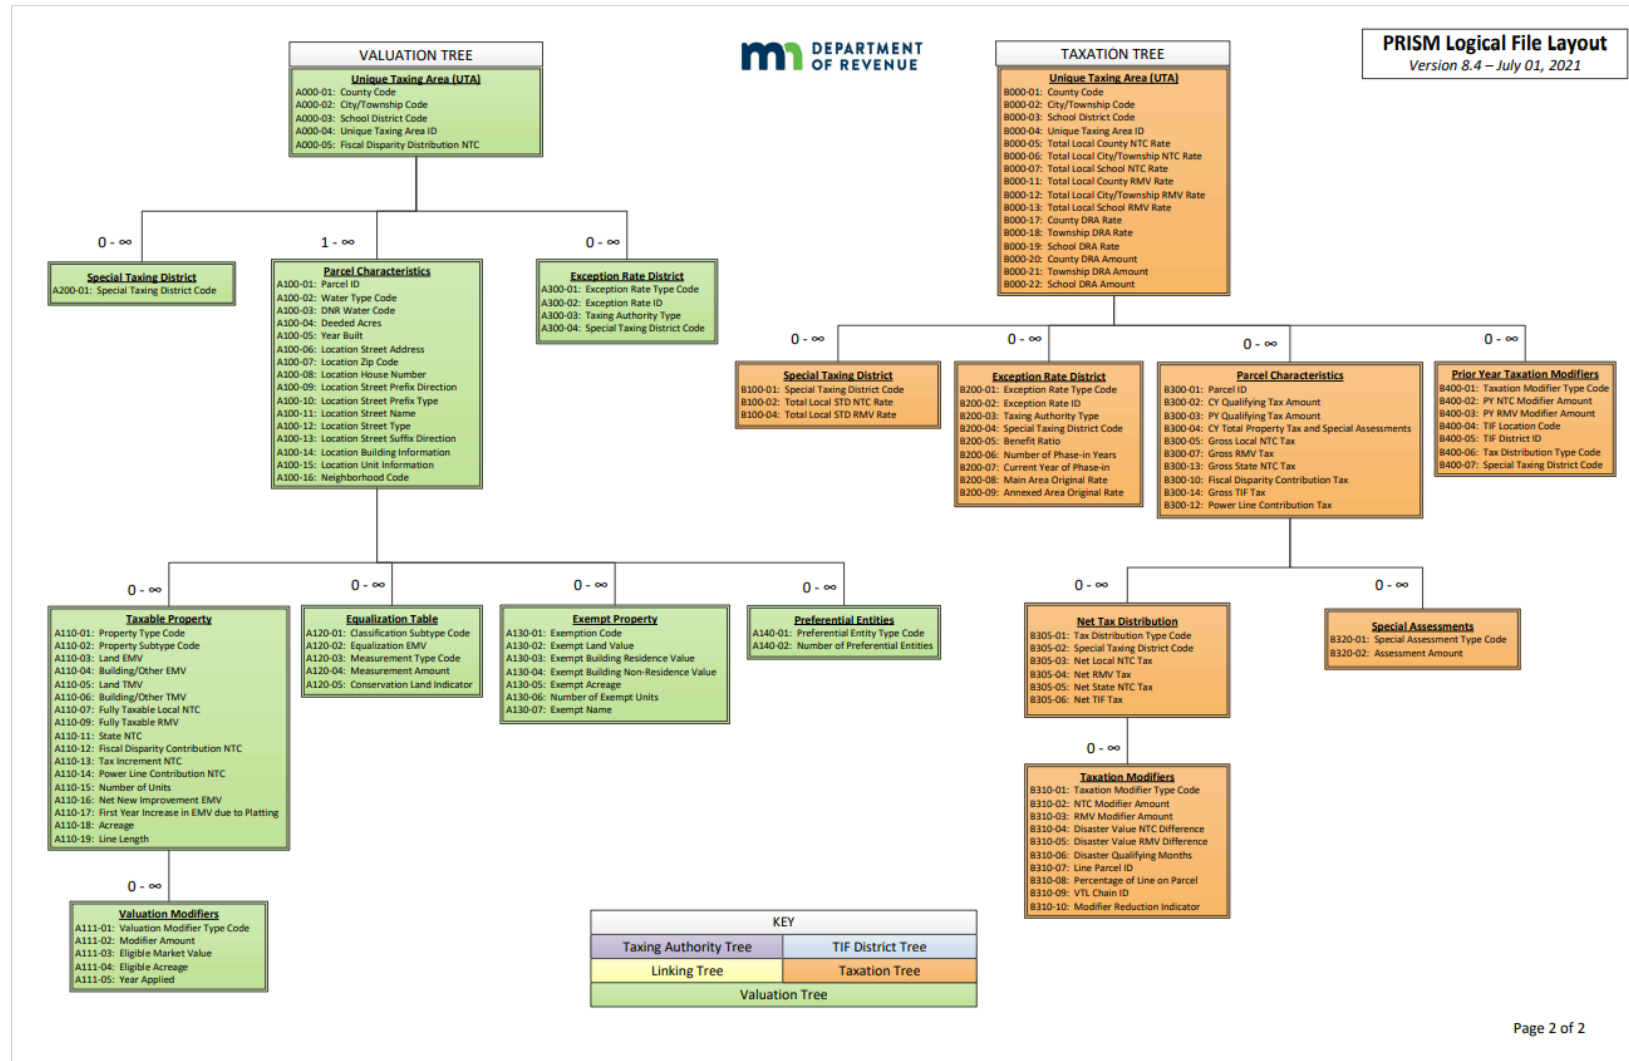 VALUATION TREE
Unique Taxing Area (UTA)
A000-01: County Code
A000-02: City/Township Code
A000-03: School District Code
A000-04: Unique Taxing Area ID
A000-05: Fiscal Disparity Distribution NTC
mn DEPARTMENT
OF REVENUE
TAXATION TREE
Unique Taxing Area (UTA)
B000-01: County Code
B000-02: City/Township Code
B000-03: School District Code
B000-04: Unique Taxing Area ID
B000-05: Total Local County NTC Rate
B000-06: Total Local City/Township NTC Rate
B000-07: Total Local School NTC Rate
B000-11: Total Local County RMV Rate
B000-12: Total Local City/Township RMV Rate
B000-13: Total Local School RMV Rate
B000-17: County DRA Rate
B000-18: Township DRA Rate
B000-19: School DRA Rate
B000-20: County DRA Amount
B000-21: Township DRA Amount
B000-22: School DRA Amount
PRISM Logical File Layout
Version 8.4 – July 01, 2021
0 - ∞
Special Taxing District
A200-01: Special Taxing District Code
1 - ∞
Parcel Characteristics
A100-01: Parcel ID
A100-02: Water Type Code
A100-03: DNR Water Code
A100-04: Deeded Acres
A100-05: Year Built
A100-06: Location Street Address
A100-07: Location Zip Code
A100-08: Location House Number
A100-09: Location Street Prefix Direction
A100-10: Location Street Prefix Type
A100-11: Location Street Name
A100-12: Location Street Type
A100-13: Location Street Suffix Direction
A100-14: Location Building Information
A100-15: Location Unit Information
A100-16: Neighborhood Code
0 - ∞
Exception Rate District
A300-01: Exception Rate Type Code
A300-02: Exception Rate ID
A300-03: Taxing Authority Type
A300-04: Special Taxing District Code
0 - ∞
Special Taxing District
B100-01: Special Taxing District Code
B100-02: Total Local STD NTC Rate
B100-04: Total Local STD RMV Rate
0 - ∞
Exception Rate District
B200-01: Exception Rate Type Code
B200-02: Exception Rate ID
B200-03: Taxing Authority Type
B200-04: Special Taxing District Code
B200-05: Benefit Ratio
B200-06: Number of Phase-in Years
B200-07: Current Year of Phase-in
B200-08: Main Area Original Rate
B200-09: Annexed Area Original Rate
0 - ∞
Parcel Characteristics
B300-01: Parcel ID
B300-02: CY Qualifying Tax Amount
B300-03: PY Qualifying Tax Amount
B300-04: CY Total Property Tax and Special Assessments
B300-05: Gross Local NTC Tax
B300-07: Gross RMV Tax
B300-13: Gross State NTC Tax
B300-10: Fiscal Disparity Contribution Tax
B300-14: Gross TIF Tax
B300-12: Power Line Contribution Tax
0 - ∞
Prior Year Taxation Modifiers
B400-01: Taxation Modifier Type Code
B400-02: PY NTC Modifier Amount
B400-03: PY RMV Modifier Amount
B400-04: TIF Location Code
B400-05: TIF District ID
B400-06: Tax Distribution Type Code
B400-07: Special Taxing District Code
0 - ∞
Taxable Property
A110-01: Property Type Code
A110-02: Property Subtype Code
A110-03: Land EMV
A110-04: Building/Other EMV
A110-05: Land TMV
A110-06: Building/Other TMV
A110-07: Fully Taxable Local NTC
A110-09: Fully Taxable RMV
A110-11: State NTC
A110-12: Fiscal Disparity Contribution NTC
A110-13: Tax Increment NTC
A110-14: Power Line Contribution NTC
A110-15: Number of Units
A110-16: Net New Improvement EMV
A110-17: First Year Increase in EMV due to Platting
A110-18: Acreage
A110-19: Line Length
0 - ∞
Equalization Table
A120-01: Classification Subtype Code
A120-02: Equalization EMV
A120-03: Measurement Type Code
A120-04: Measurement Amount
A120-05: Conservation Land Indicator
0 - ∞
Exempt Property
A130-01: Exemption Code
A130-02: Exempt Land Value
A130-03: Exempt Building Residence Value
A130-04: Exempt Building Non-Residence Value
A130-05: Exempt Acreage
A130-06: Number of Exempt Units
A130-07: Exempt Name
0 - ∞
Preferential Entities
A140-01: Preferential Entity Type Code
A140-02: Number of Preferential Entities
0 - ∞
Net Tax Distribution
B305-01: Tax Distribution Type Code
B305-02: Special Taxing District Code
B305-03: Net Local NTC Tax
B305-04: Net RMV Tax
B305-05: Net State NTC Tax
B305-06: Net TIF Tax
0 - ∞
Special Assessments
B320-01: Special Assessment Type Code
B320-02: Assessment Amount
0 - ∞
Taxation Modifiers
B310-01: Taxation Modifier Type Code
B310-02: NTC Modifier Amount
B310-03: RMV Modifier Amount
B310-04: Disaster Value NTC Difference
B310-05: Disaster Value RMV Difference
B310-06: Disaster Qualifying Months
B310-07: Line Parcel ID
B310-08: Percentage of Line on Parcel
B310-09: VTL Chain ID
B310-10: Modifier Reduction Indicator
0 - ∞
Valuation Modifiers
A111-01: Valuation Modifier Type Code
A111-02: Modifier Amount
A111-03: Eligible Market Value
A111-04: Eligible Acreage
A111-05: Year Applied
KEY
Taxing Authority Tree
TIF District Tree
Linking Tree
Taxation Tree
Valuation Tree
Page 2 of 2